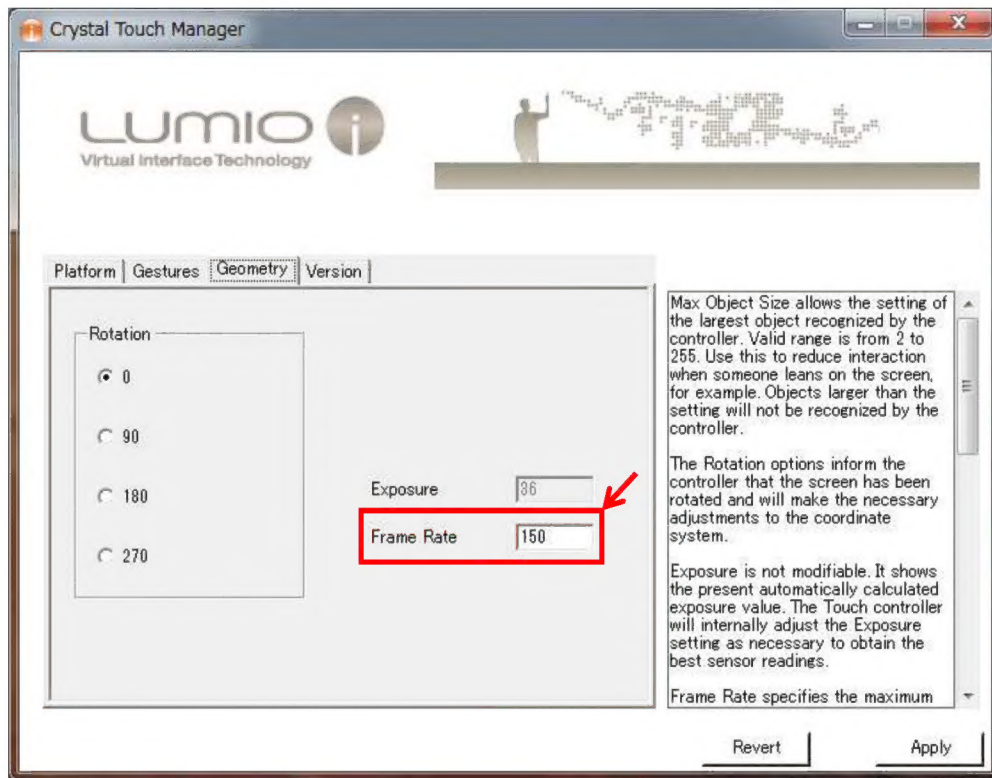 Crystal Touch Manager
LUMIO
Virtual Interface Technology
Platform
Gestures
Geometry
Version
Rotation
0
90
180
270
Exposure
36
Frame Rate
150
Max Object Size allows the setting of
the largest object recognized by the
controller. Valid range is from 2 to
255. Use this to reduce interaction
when someone leans on the screen,
for example. Objects larger than the
setting will not be recognized by the
controller.
The Rotation options inform the
controller that the screen has been
rotated and will make the necessary
adjustments to the coordinate
system.
Exposure is not modifiable. It shows
the present automatically calculated
exposure value. The Touch controller
will internally adjust the Exposure
setting as necessary to obtain the
best sensor readings.
Frame Rate specifies the maximum
Revert
Apply